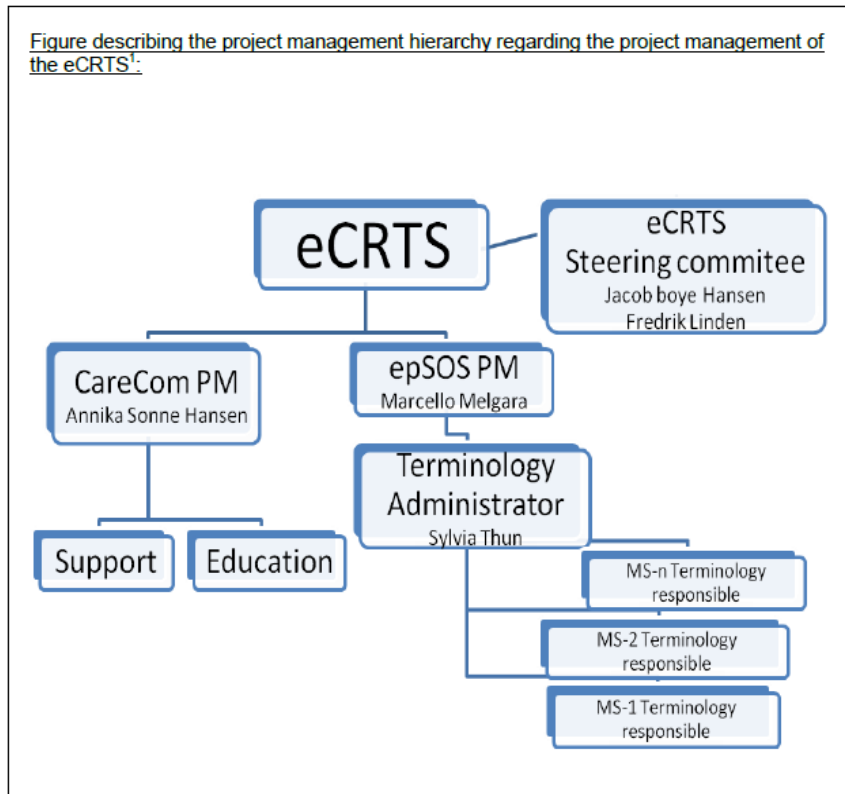 Figure describing the project management hierarchy regarding the project management of
the eCRTS¹:
eCRTS
eCRTS
Steering commitee
Jacob boye Hansen
Fredrik Linden
CareCom PM
Annika Sonne Hansen
epSOS PM
Marcello Melgara
Terminology
Administrator
Sylvia Thun
Support
Education
MS-n Terminology
responsible
MS-2 Terminology
responsible
MS-1 Terminology
responsible